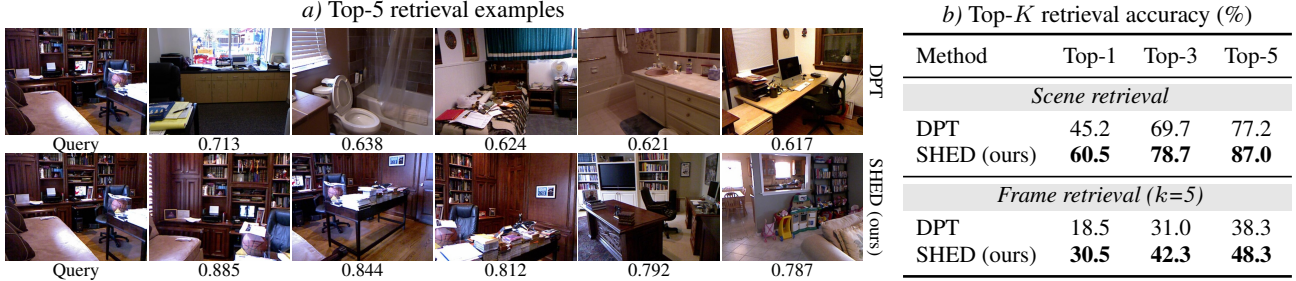 a) Top-5 retrieval examples
DPT
Query 0.713 0.638 0.624 0.621 0.617
SHED (ours)
Query 0.885 0.844 0.812 0.792 0.787
b) Top-K retrieval accuracy (%)
Method Top-1 Top-3 Top-5
Scene retrieval
DPT 45.2 69.7 77.2
SHED (ours) 60.5 78.7 87.0
Frame retrieval (k=5)
DPT 18.5 31.0 38.3
SHED (ours) 30.5 42.3 48.3